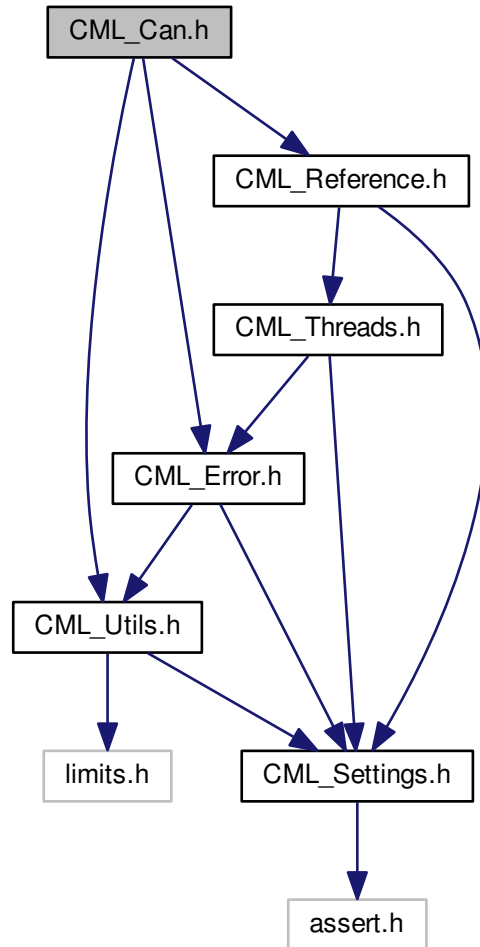 CML_Can.h
CML_Reference.h
CML_Threads.h
CML_Error.h
CML_Utils.h
limits.h
CML_Settings.h
assert.h